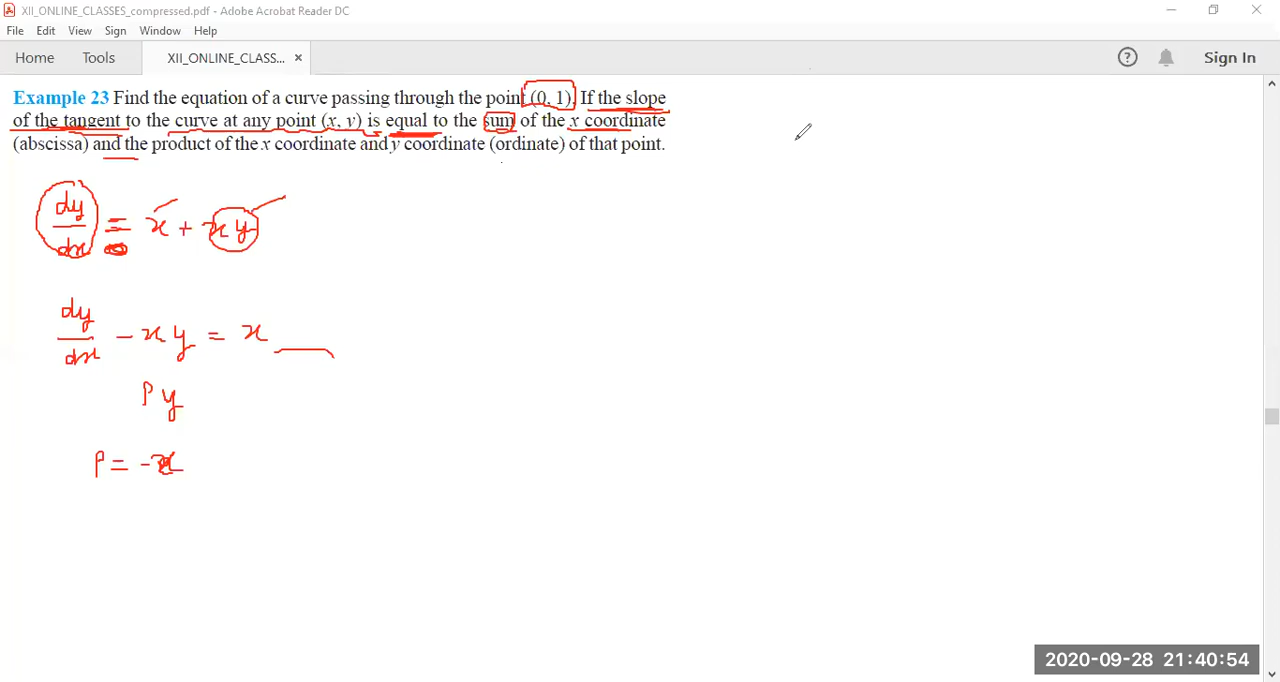 XII_ONLINE_CLASSES_compressed.pdf - Adobe Acrobat Reader DC
File Edit View Sign Window Help
Home Tools XII_ONLINE_CLASS... × Sign In
Example 23 Find the equation of a curve passing through the point (0, 1). If the slope
of the tangent to the curve at any point (x, y) is equal to the sum of the x coordinate
(abscissa) and the product of the x coordinate and y coordinate (ordinate) of that point.
dy/dx = x + xy
dy/dx - xy = x
Py
P = -x
2020-09-28 21:40:54